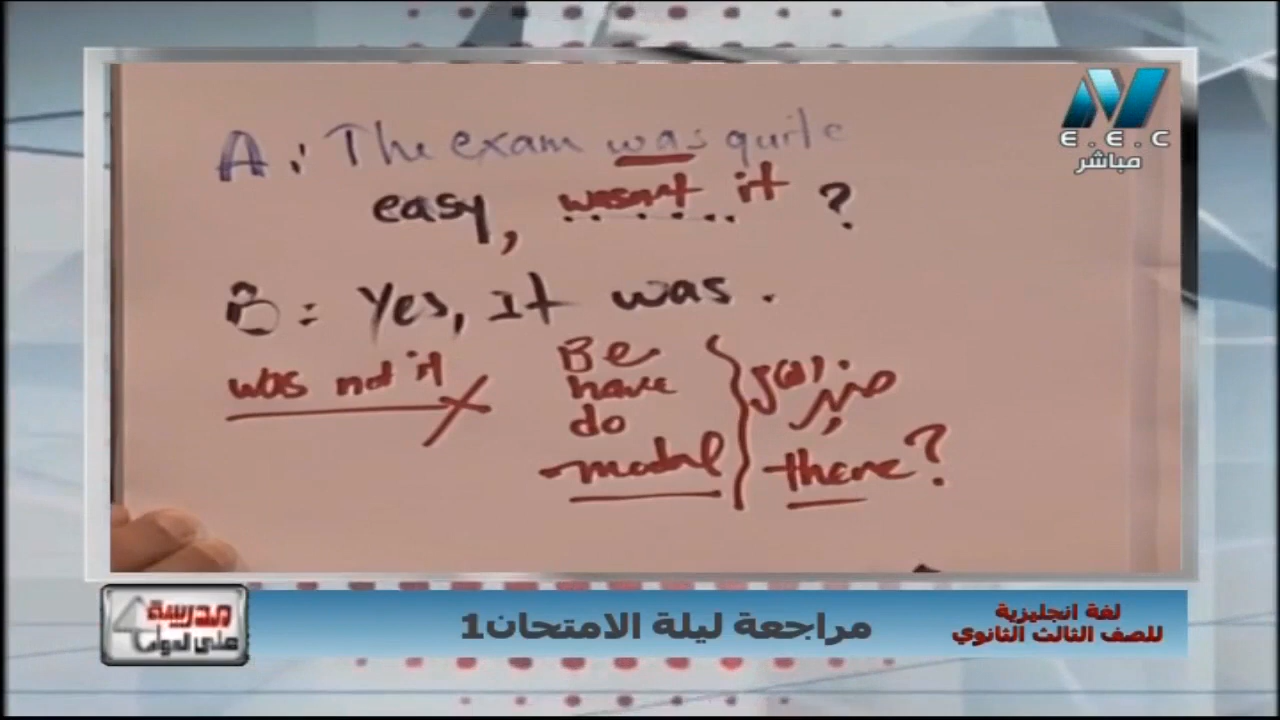 A: The exam was quite
easy, wasn't it ?
B: Yes, it was.
was not it
Be
have
do
modal
ضمير
there?
E.E.C
مباشر
لغة انجليزية
للصف الثالث الثانوي
مراجعة ليلة الامتحان1
مدرسة
على الهواء